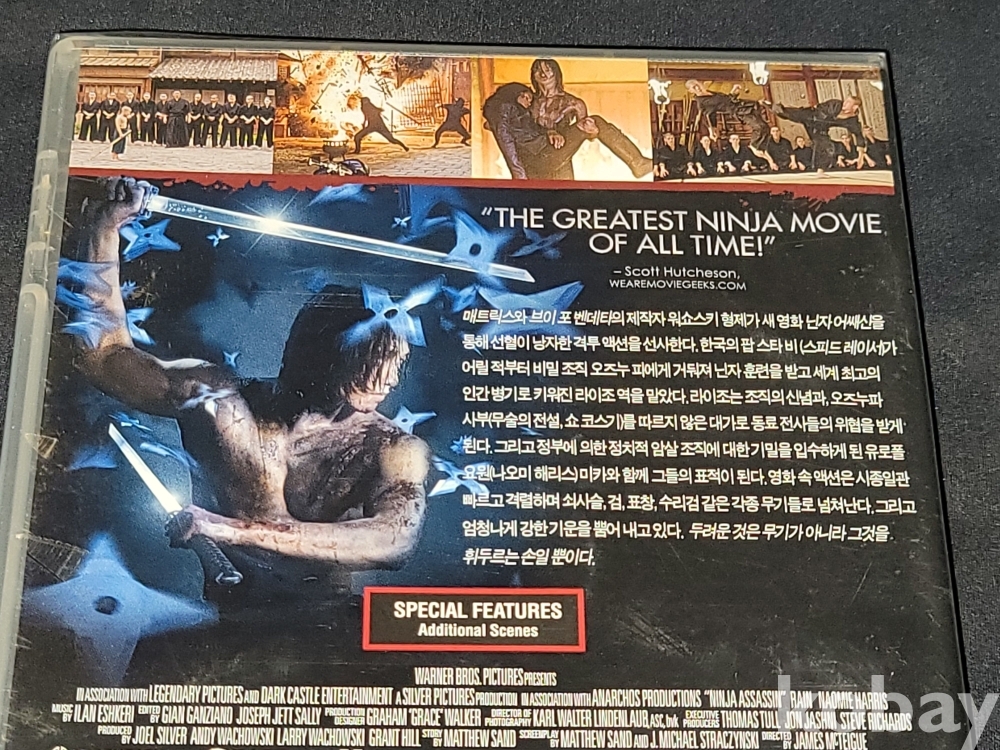 “THE GREATEST NINJA MOVIE
OF ALL TIME!”
– Scott Hutcheson,
WEAREMOVIEGEEKS.COM
매트릭스와 브이 포 벤데타의 제작자 워쇼스키 형제가 새 영화 닌자 어쌔신을
통해 선혈이 낭자한 격투 액션을 선사한다. 한국의 팝 스타 비(스피드 레이서)가
어릴 적부터 비밀 조직 오즈누 파에게 거둬져 닌자 훈련을 받고 세계 최고의
인간 병기로 키워진 라이조 역을 맡았다. 라이조는 조직의 신념과, 오즈누파
사부(무술의 전설, 쇼 코스기)를 따르지 않은 대가로 동료 전사들의 위협을 받게
된다. 그리고 정부에 의한 정치적 암살 조직에 대한 기밀을 입수하게 된 유로폴
요원(나오미 해리스) 미카와 함께 그들의 표적이 된다. 영화 속 액션은 시종일관
빠르고 격렬하며 쇠사슬, 검, 표창, 수리검 같은 각종 무기들로 넘쳐난다. 그리고
엄청나게 강한 기운을 뿜어 내고 있다. 두려운 것은 무기가 아니라 그것을
휘두르는 손일 뿐이다.
SPECIAL FEATURES
Additional Scenes
WARNER BROS. PICTURES PRESENTS
IN ASSOCIATION WITH LEGENDARY PICTURES AND DARK CASTLE ENTERTAINMENT A SILVER PICTURES PRODUCTION IN ASSOCIATION WITH ANARCHOS PRODUCTIONS “NINJA ASSASSIN” RAIN NAOMIE HARRIS
MUSIC BY ILAN ESHKERI EDITED BY GIAN GANZIANO JOSEPH JETT SALLY PRODUCTION DESIGNER GRAHAM ‘GRACE’ WALKER DIRECTOR OF PHOTOGRAPHY KARL WALTER LINDENLAUB, ASC, bvk EXECUTIVE PRODUCERS THOMAS TULL JON JASHNI STEVE RICHARDS
PRODUCED BY JOEL SILVER ANDY WACHOWSKI LARRY WACHOWSKI GRANT HILL STORY BY MATTHEW SAND SCREENPLAY BY MATTHEW SAND AND J. MICHAEL STRACZYNSKI DIRECTED BY JAMES McTEIGUE